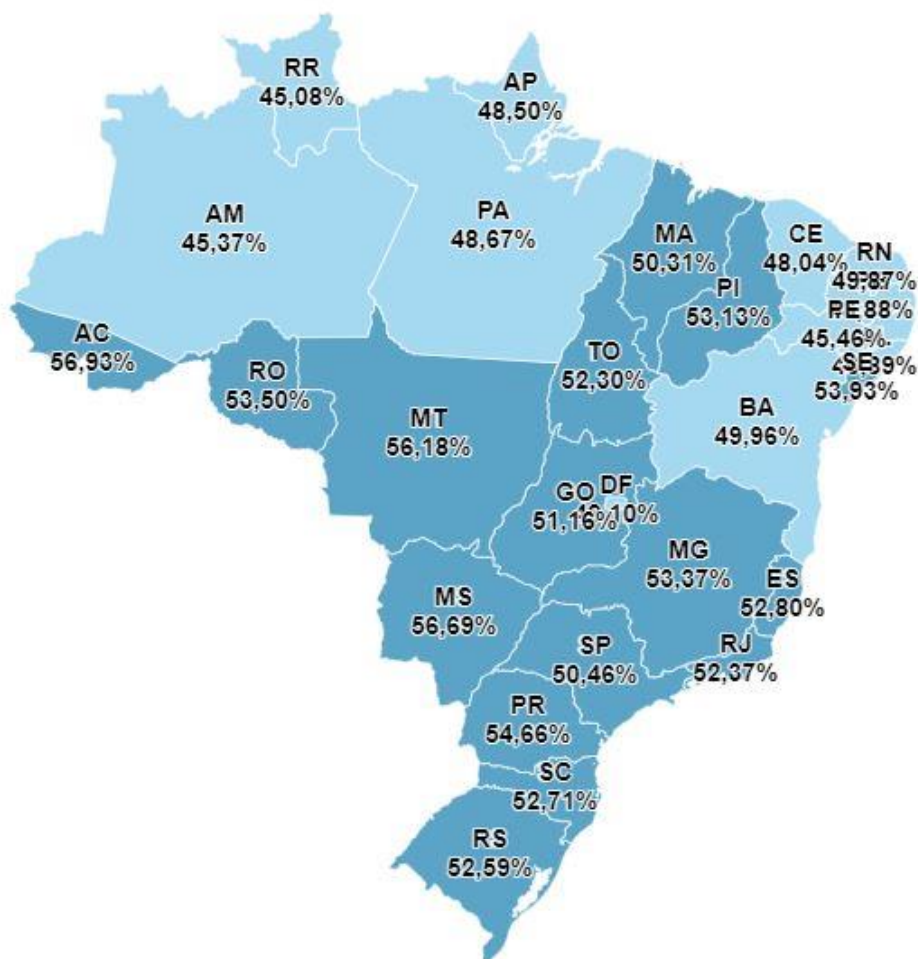 RR
45,08%
AP
48,50%
AM
45,37%
PA
48,67%
MA
50,31%
CE
48,04%
RN
49,87%
PI
53,13%
PE
45,46%
AC
56,93%
RO
53,50%
TO
52,30%
SE
53,93%
MT
56,18%
BA
49,96%
GO
51,16%
DF
MG
53,37%
ES
52,80%
MS
56,69%
SP
50,46%
RJ
52,37%
PR
54,66%
SC
52,71%
RS
52,59%